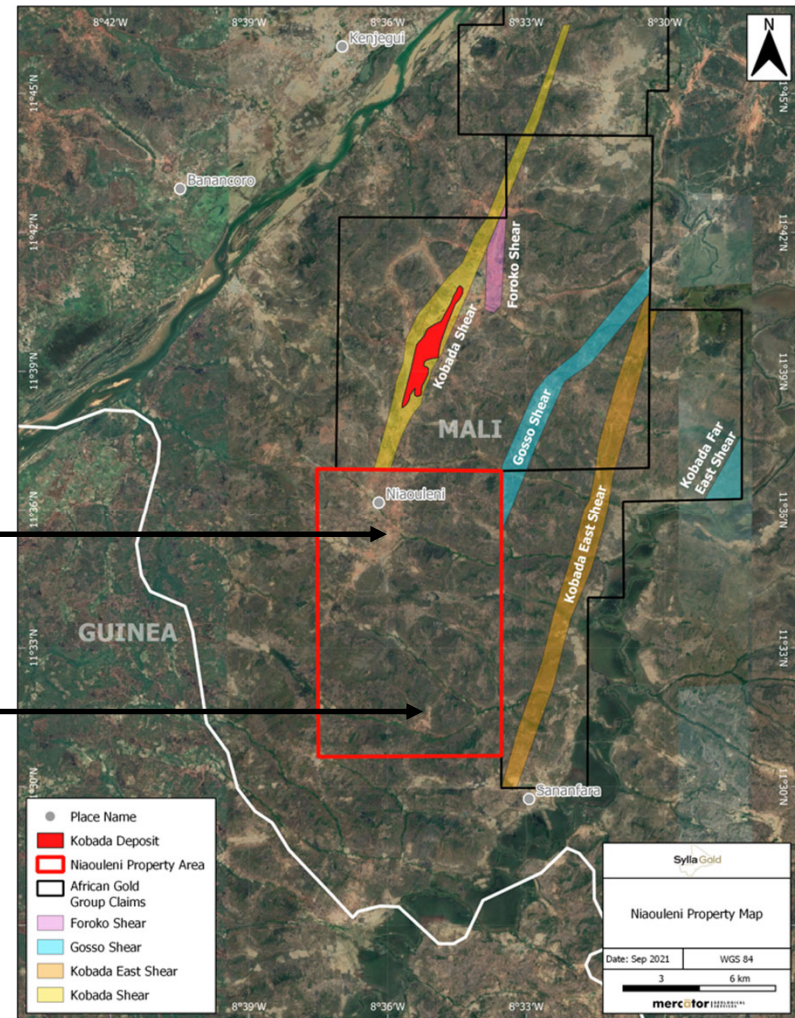 8°42'W
8°39'W
8°36'W
8°33'W
8°30'W
N
Kenjegui
11°45'N
11°45'N
Banancoro
11°42'N
11°42'N
Foroko Shear
Kobada Shear
11°39'N
11°39'N
MALI
Gosso Shear
Kobada Far
East Shear
Niaouleni
11°36'N
11°36'N
Kobada East Shear
GUINEA
11°33'N
11°33'N
11°30'N
11°30'N
Sananfara
Place Name
Kobada Deposit
Niaouleni Property Area
African Gold
Group Claims
Foroko Shear
Gosso Shear
Kobada East Shear
Kobada Shear
SyllaGold
Niaouleni Property Map
Date: Sep 2021
WGS 84
3
6 km
mercator GEOLOGICAL
SERVICES
8°39'W
8°36'W
8°33'W